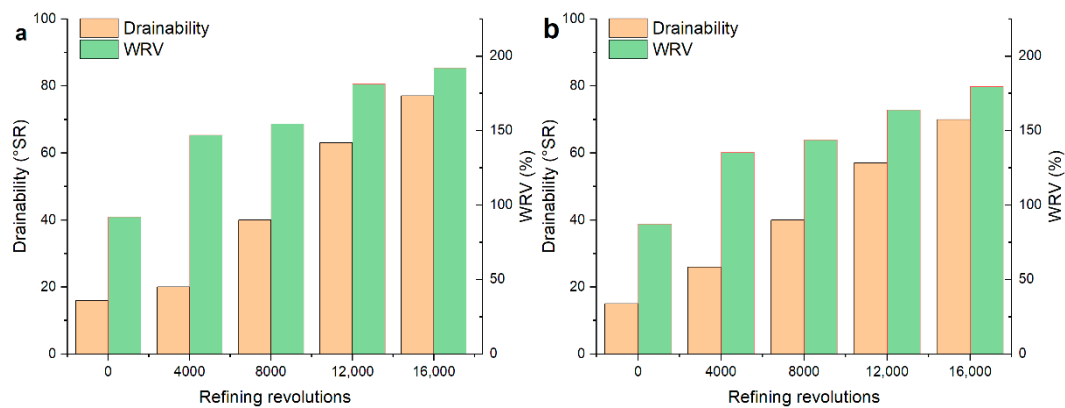 a
Drainability
WRV
100
80
60
40
20
0
Drainability (°SR)
200
150
100
50
0
WRV (%)
0 4000 8000 12,000 16,000
Refining revolutions
b
Drainability
WRV
100
80
60
40
20
0
Drainability (°SR)
200
150
100
50
0
WRV (%)
0 4000 8000 12,000 16,000
Refining revolutions